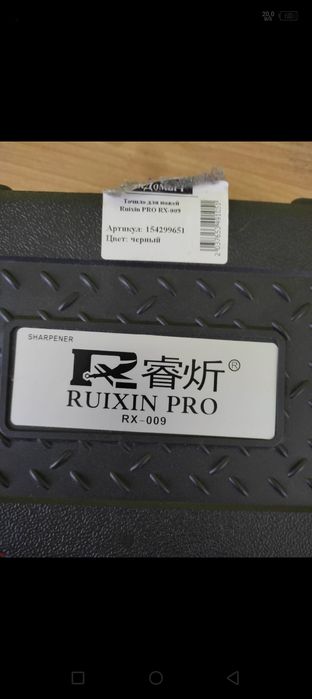 Точило для ножей
Ruixin PRO RX-009
Артикул: 154299651
Цвет: черный
SHARPENER
睿炘®
RUIXIN PRO
RX-009